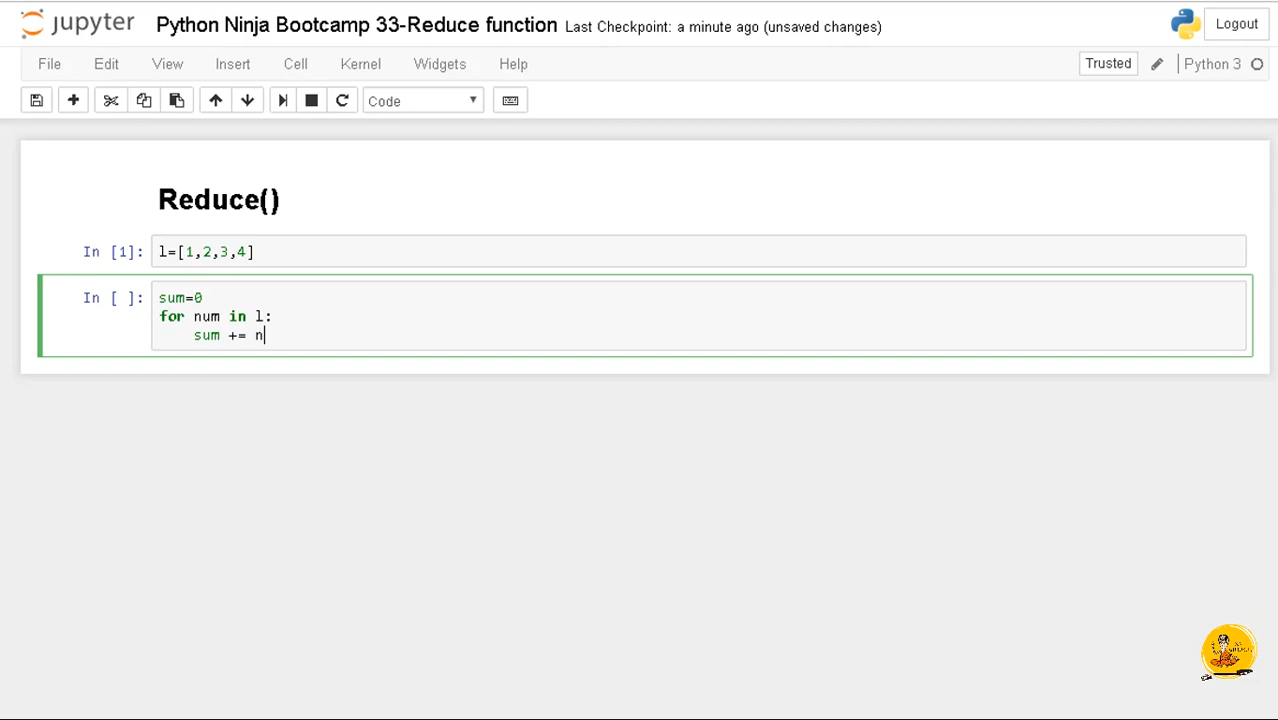 jupyter Python Ninja Bootcamp 33-Reduce function Last Checkpoint: a minute ago (unsaved changes) Logout
File Edit View Insert Cell Kernel Widgets Help Trusted Python 3
Code
Reduce()
In [1]: l=[1,2,3,4]
In [ ]: sum=0
for num in l:
sum += n